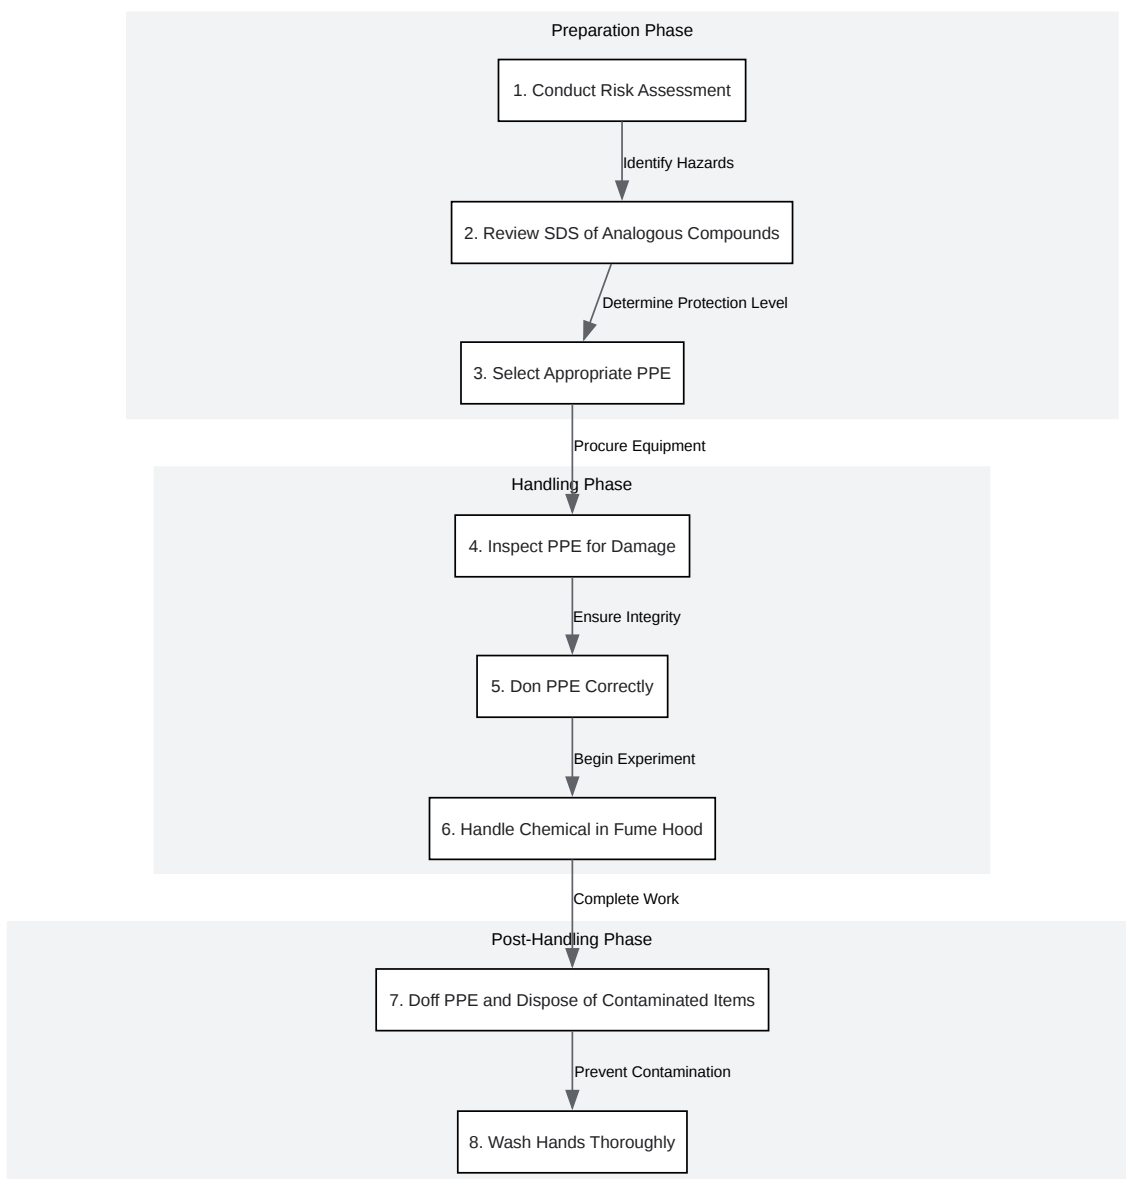 Preparation Phase
1. Conduct Risk Assessment
Identify Hazards
2. Review SDS of Analogous Compounds
Determine Protection Level
3. Select Appropriate PPE
Procure Equipment
Handling Phase
4. Inspect PPE for Damage
Ensure Integrity
5. Don PPE Correctly
Begin Experiment
6. Handle Chemical in Fume Hood
Complete Work
Post-Handling Phase
7. Doff PPE and Dispose of Contaminated Items
Prevent Contamination
8. Wash Hands Thoroughly